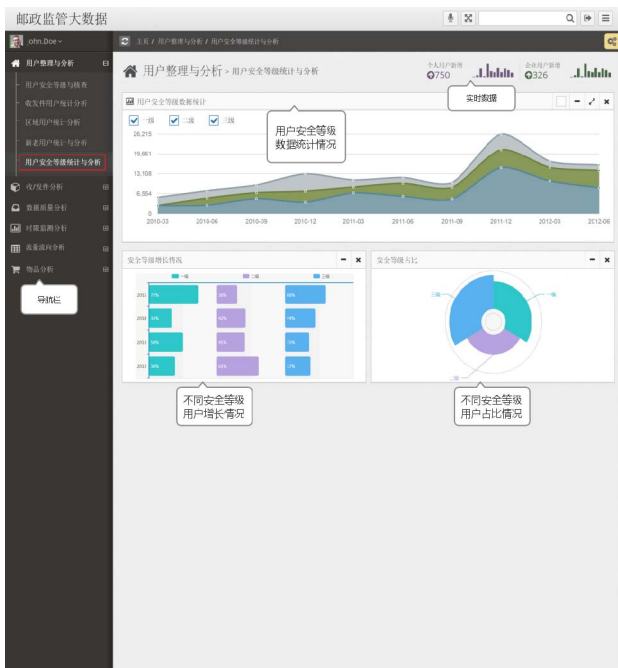 邮政监管大数据
John.Doe
主页 / 用户整理与分析 / 用户安全等级统计与分析
用户整理与分析
用户安全等级与核查
收发件用户统计分析
区域用户统计分析
新老用户统计与分析
用户安全等级统计与分析
收/发件分析
数据质量分析
时限监测分析
流量流向分析
物品分析
导航栏
用户整理与分析 > 用户安全等级统计与分析
个人用户新增
750
企业用户新增
326
实时数据
用户安全等级数据统计
一级 二级 三级
用户安全等级
数据统计情况
26,215
19,661
13,108
6,554
0
2010-03 2010-06 2010-09 2010-12 2011-03 2011-06 2011-09 2011-12 2012-03 2012-06
安全等级增长情况
一级 二级 三级
不同安全等级
用户增长情况
安全等级占比
三级 一级
二级
不同安全等级
用户占比情况